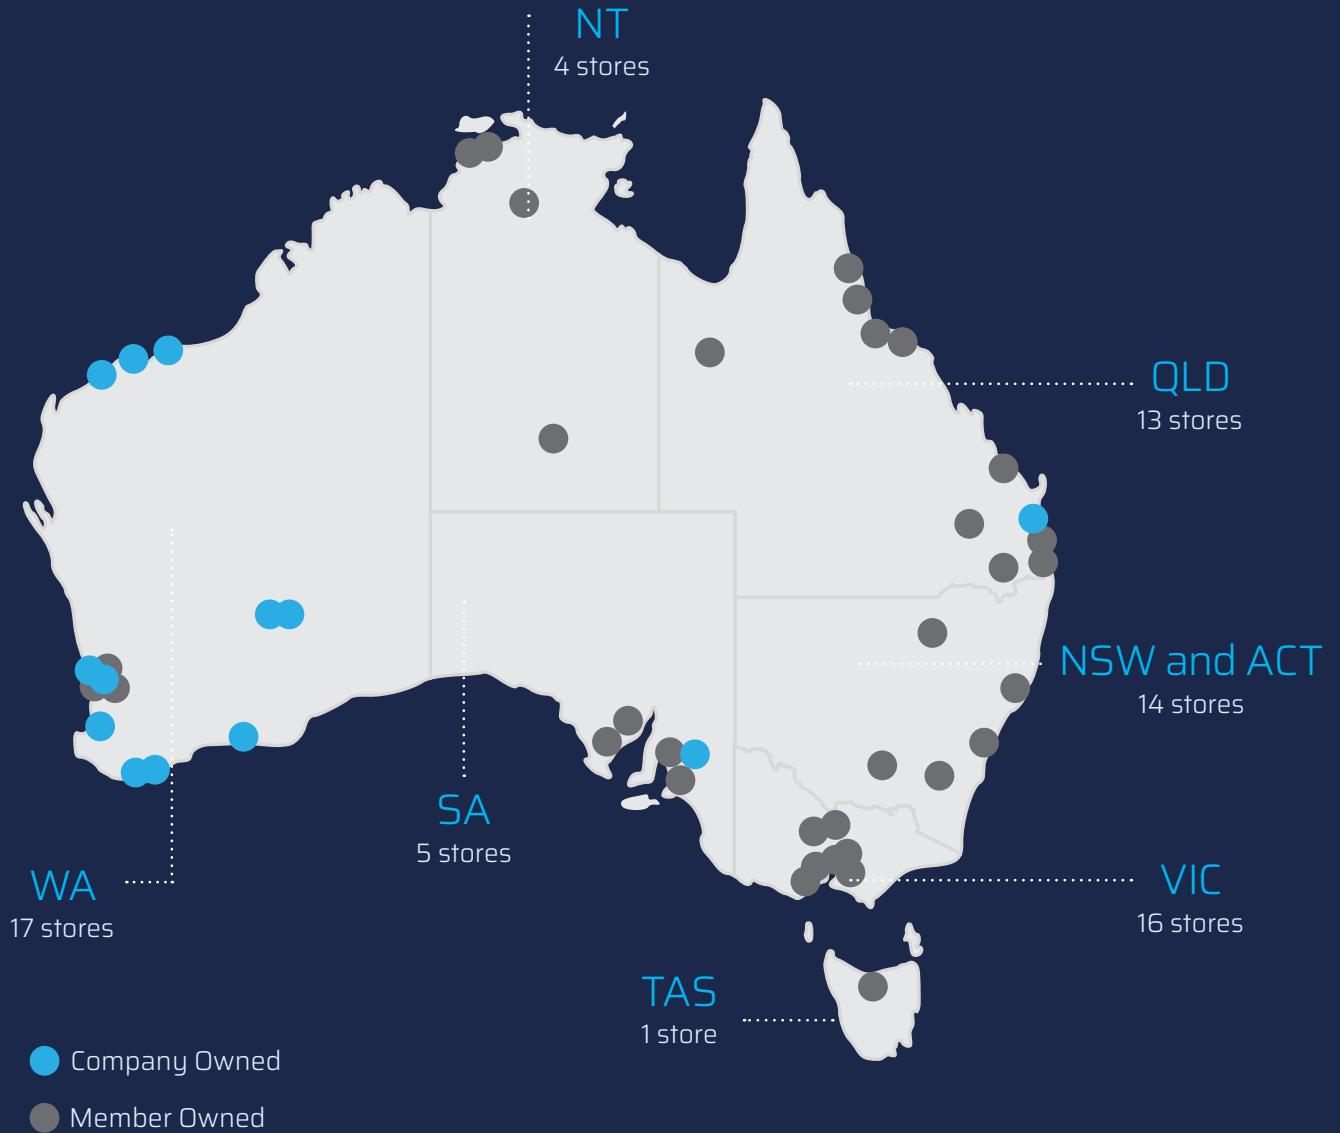 NT
4 stores
QLD
13 stores
NSW and ACT
14 stores
SA
5 stores
WA
17 stores
VIC
16 stores
TAS
1 store
Company Owned
Member Owned